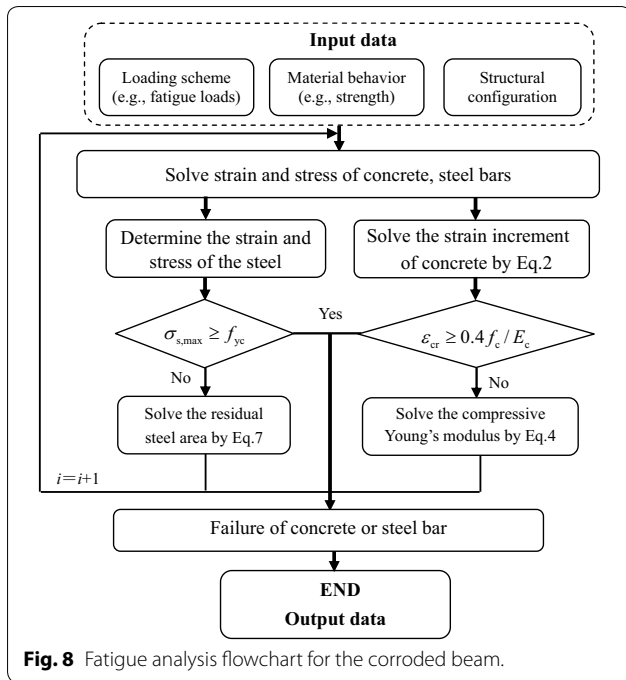 Input data
Loading scheme
(e.g., fatigue loads)
Material behavior
(e.g., strength)
Structural
configuration
Solve strain and stress of concrete, steel bars
Determine the strain and
stress of the steel
Solve the strain increment
of concrete by Eq.2
Yes
σs,max ≥ fyc
εcr ≥ 0.4 fc / Ec
No
No
Solve the residual
steel area by Eq.7
Solve the compressive
Young's modulus by Eq.4
i=i+1
Failure of concrete or steel bar
END
Output data
Fig. 8 Fatigue analysis flowchart for the corroded beam.